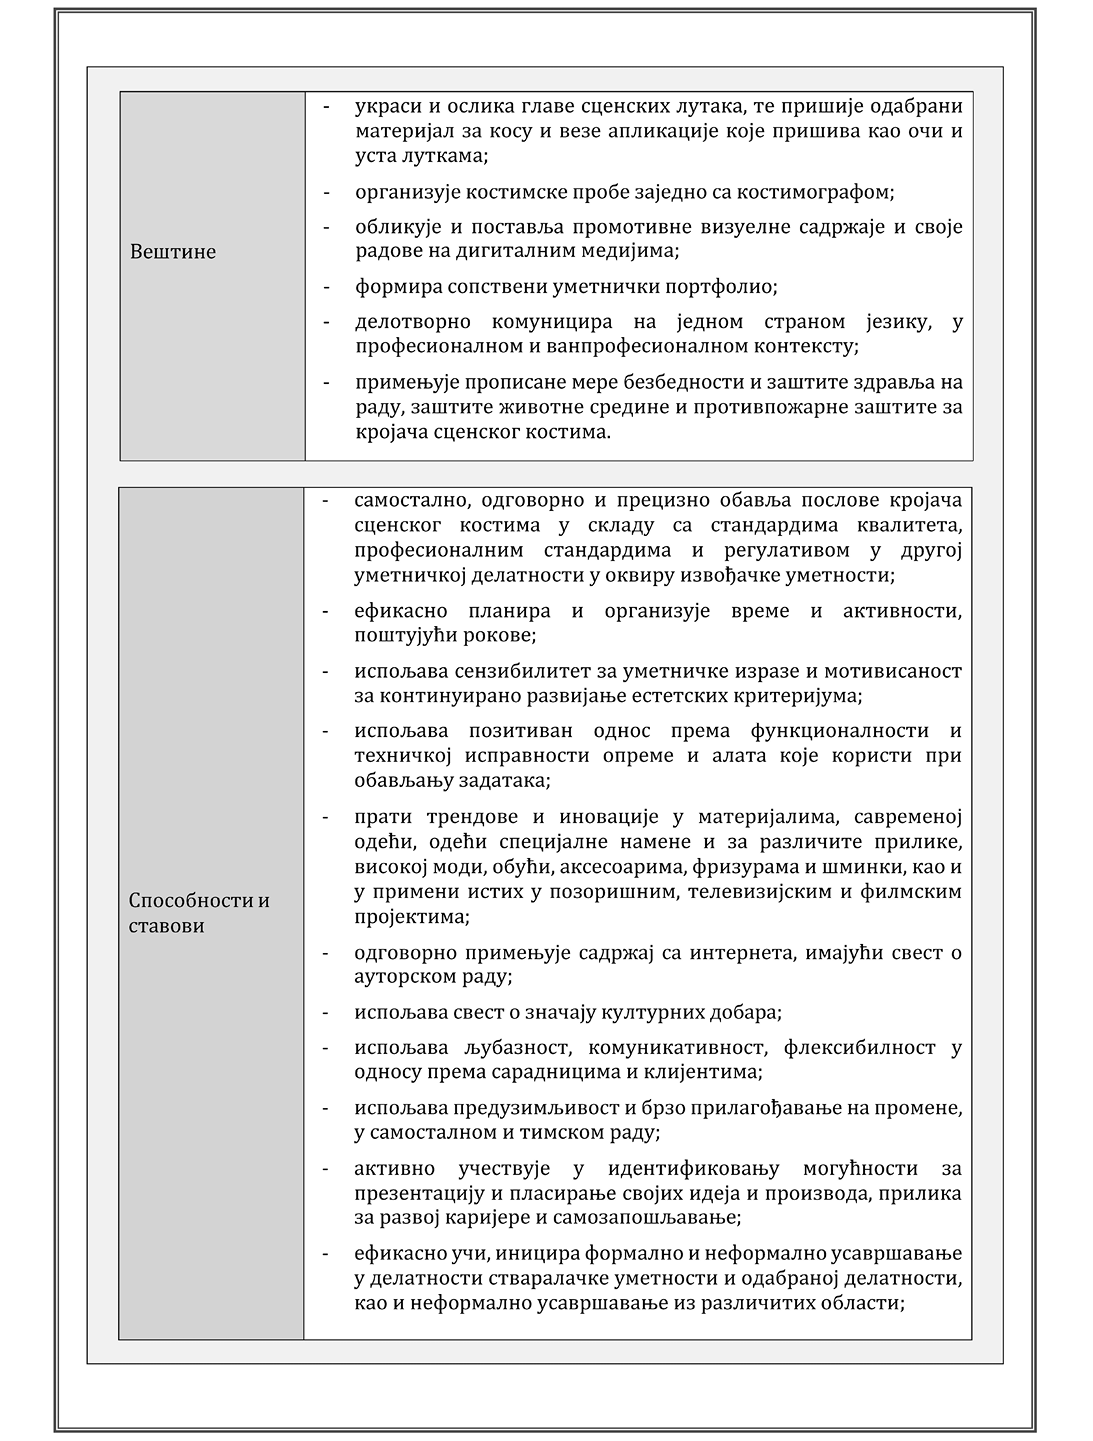 Вештине
- украси и ослика главе сценских лутака, те пришије одабрани
материјал за косу и везе апликације које пришива као очи и
уста луткама;
- организује костимске пробе заједно са костимографом;
- обликује и поставља промотивне визуелне садржаје и своје
радове на дигиталним медијима;
- формира сопствени уметнички портфолио;
- делотворно комуницира на једном страном језику, у
професионалном и ванпрофесионалном контексту;
- примењује прописане мере безбедности и заштите здравља на
раду, заштите животне средине и противпожарне заштите за
кројача сценског костима.
Способности и
ставови
- самостално, одговорно и прецизно обавља послове кројача
сценског костима у складу са стандардима квалитета,
професионалним стандардима и регулативом у другој
уметничкој делатности у оквиру извођачке уметности;
- ефикасно планира и организује време и активности,
поштујући рокове;
- испољава сензибилитет за уметничке изразе и мотивисаност
за континуирано развијање естетских критеријума;
- испољава позитиван однос према функционалности и
техничкој исправности опреме и алата које користи при
обављању задатака;
- прати трендове и иновације у материјалима, савременој
одећи, одећи специјалне намене и за различите прилике,
високој моди, обући, аксесоарима, фризурама и шминки, као и
у примени истих у позоришним, телевизијским и филмским
пројектима;
- одговорно примењује садржај са интернета, имајући свест о
ауторском раду;
- испољава свест о значају културних добара;
- испољава љубазност, комуникативност, флексибилност у
односу према сарадницима и клијентима;
- испољава предузимљивост и брзо прилагођавање на промене,
у самосталном и тимском раду;
- активно учествује у идентификовању могућности за
презентацију и пласирање својих идеја и производа, прилика
за развој каријере и самозапошљавање;
- ефикасно учи, иницира формално и неформално усавршавање
у делатности стваралачке уметности и одабраној делатности,
као и неформално усавршавање из различитих области;